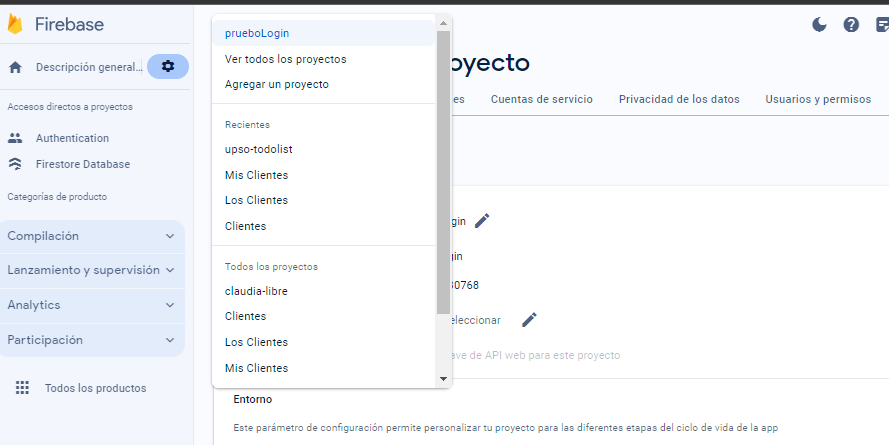 Firebase
Descripción general...
Accesos directos a proyectos
Authentication
Firestore Database
Categorías de producto
Compilación
Lanzamiento y supervisión
Analytics
Participación
Todos los productos
prueboLogin
Ver todos los proyectos
Agregar un proyecto
Recientes
upso-todolist
Mis Clientes
Los Clientes
Clientes
Todos los proyectos
claudia-libre
Clientes
Los Clientes
Mis Clientes
oyecto
es
Cuentas de servicio
Privacidad de los datos
Usuarios y permisos
gin
gin
0768
eleccionar
ave de API web para este proyecto
Entorno
Este parámetro de configuración permite personalizar tu proyecto para las diferentes etapas del ciclo de vida de la app